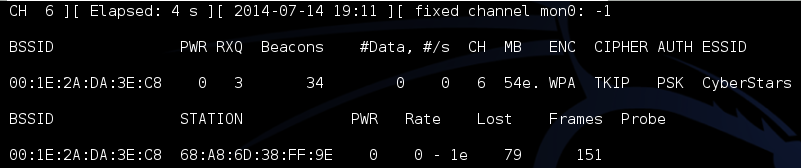 CH 6 ][ Elapsed: 4 s ][ 2014-07-14 19:11 ][ fixed channel mon0: -1
BSSID PWR RXQ Beacons #Data, #/s CH MB ENC CIPHER AUTH ESSID
00:1E:2A:DA:3E:C8 0 3 34 0 0 6 54e. WPA TKIP PSK CyberStars
BSSID STATION PWR Rate Lost Frames Probe
00:1E:2A:DA:3E:C8 68:A8:6D:38:FF:9E 0 0 - 1e 79 151